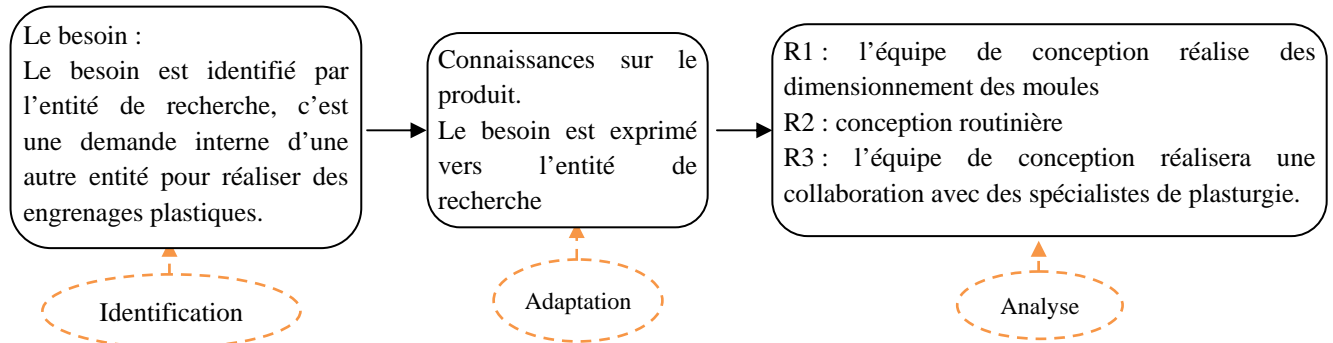 Le besoin :
Le besoin est identifié par
l'entité de recherche, c'est
une demande interne d'une
autre entité pour réaliser des
engrenages plastiques.
Connaissances sur le
produit.
Le besoin est exprimé
vers l'entité de
recherche
R1 : l'équipe de conception réalise des
dimensionnement des moules
R2 : conception routinière
R3 : l'équipe de conception réalisera une
collaboration avec des spécialistes de plasturgie.
Identification
Adaptation
Analyse